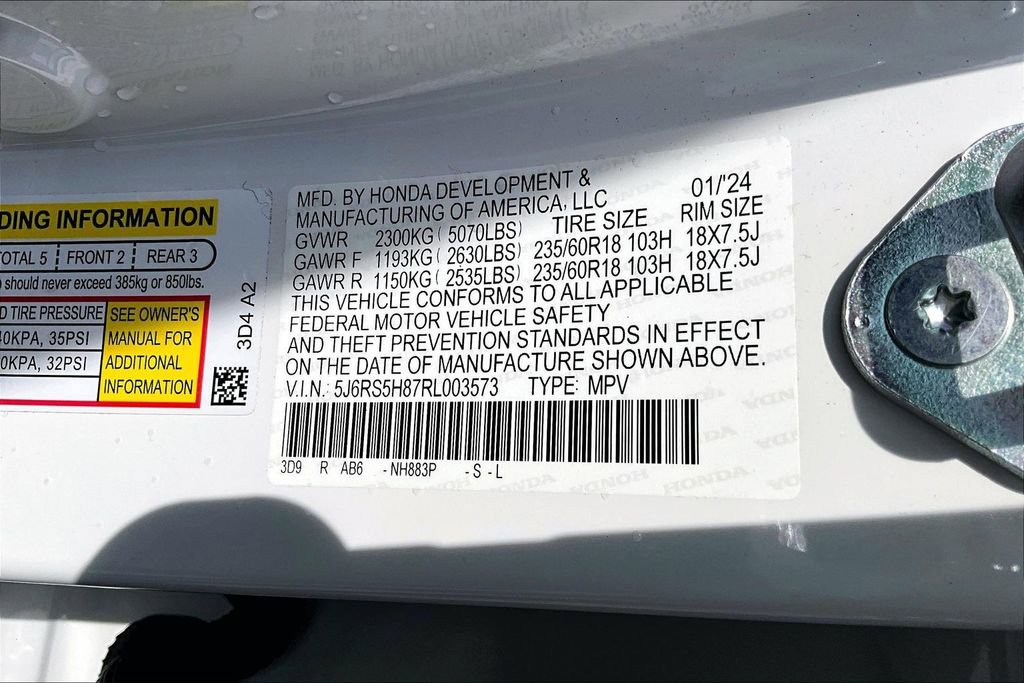 DING INFORMATION
TOTAL 5 FRONT 2 REAR 3
should never exceed 385kg or 850lbs.
TIRE PRESSURE
40KPA, 35PSI
0KPA, 32PSI
SEE OWNER'S
MANUAL FOR
ADDITIONAL
INFORMATION
3D4 A2
MFD. BY HONDA DEVELOPMENT &
MANUFACTURING OF AMERICA, LLC 01/'24
GVWR 2300KG ( 5070LBS) TIRE SIZE RIM SIZE
GAWR F 1193KG ( 2630LBS) 235/60R18 103H 18X7.5J
GAWR R 1150KG ( 2535LBS) 235/60R18 103H 18X7.5J
THIS VEHICLE CONFORMS TO ALL APPLICABLE
FEDERAL MOTOR VEHICLE SAFETY
AND THEFT PREVENTION STANDARDS IN EFFECT
ON THE DATE OF MANUFACTURE SHOWN ABOVE.
V.I.N.: 5J6RS5H87RL003573 TYPE: MPV
3D9 R AB6 - NH883P - S - L